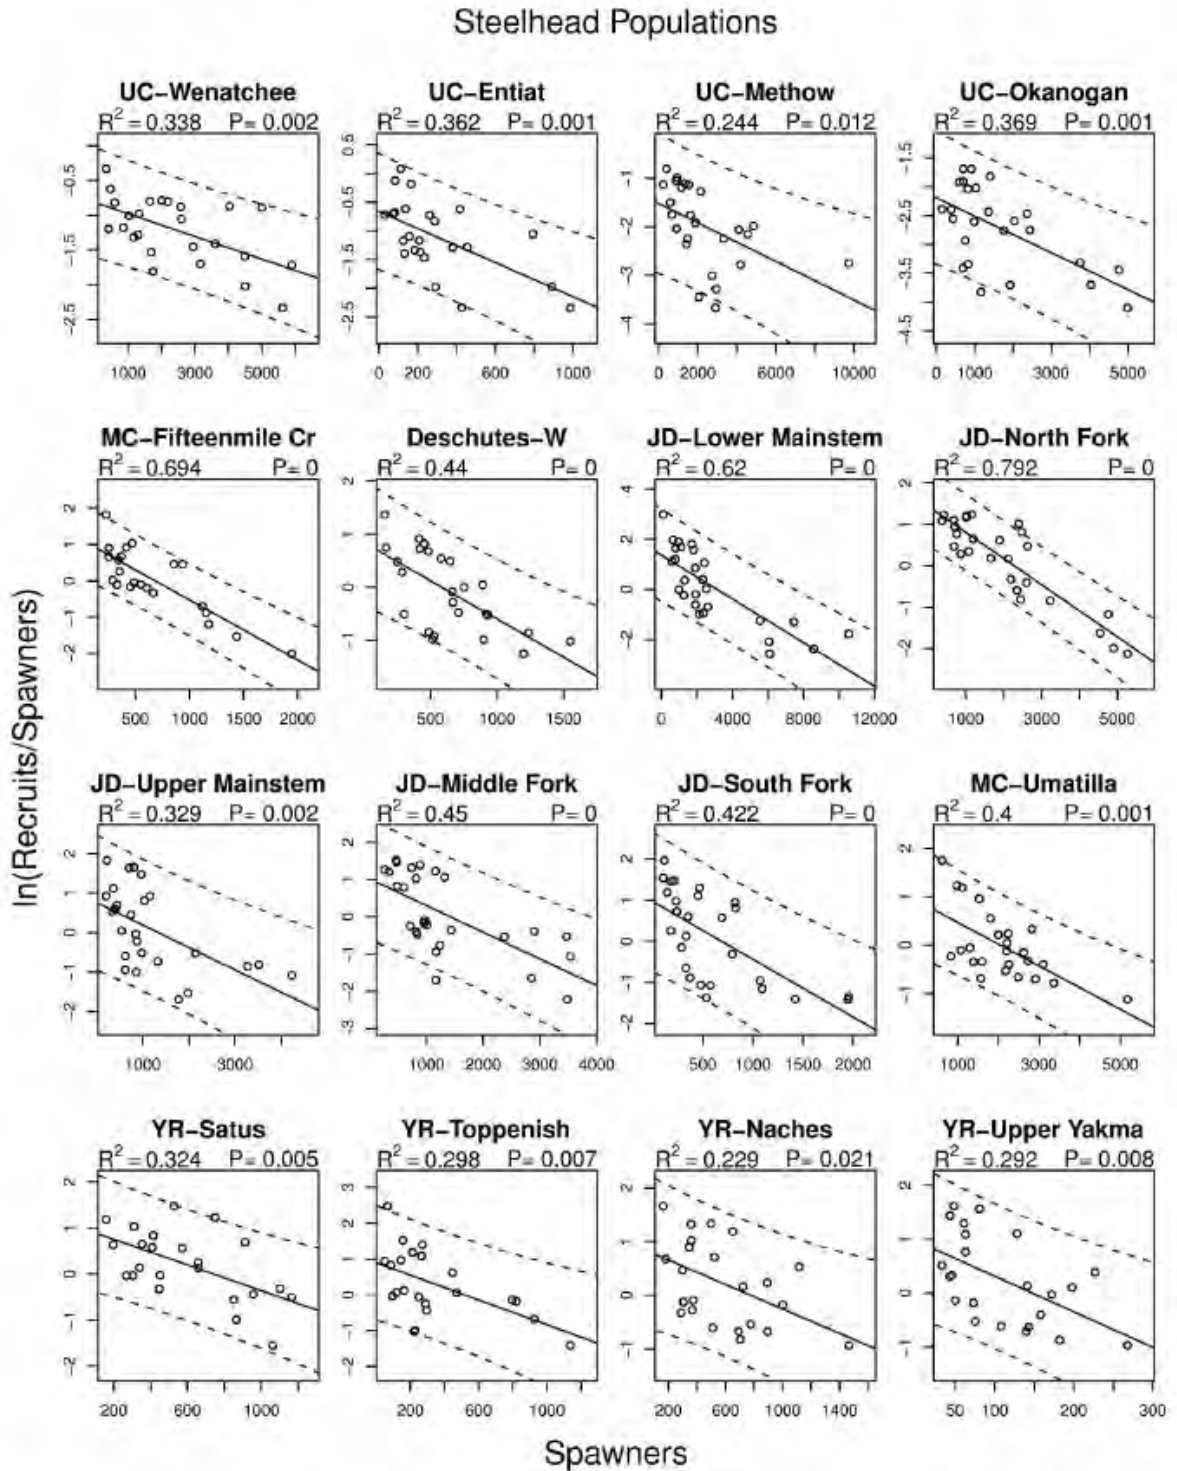 Steelhead Populations
UC−Wenatchee UC−Entiat UC−Methow UC−Okanogan
R² = 0.338 P= 0.002 R² = 0.362 P= 0.001 R² = 0.244 P= 0.012 R² = 0.369 P= 0.001
−0.5 −1.5 −2.5
1000 3000 5000
0.5 −0.5 −1.5 −2.5
0 200 600 1000
−1 −2 −3 −4
0 2000 6000 10000
−1.5 −2.5 −3.5 −4.5
0 1000 3000 5000
MC−Fifteenmile Cr Deschutes−W JD−Lower Mainstem JD−North Fork
R² = 0.694 P= 0 R² = 0.44 P= 0 R² = 0.62 P= 0 R² = 0.792 P= 0
2 1 0 −1 −2
500 1000 1500 2000
2 1 0 −1
500 1000 1500
4 2 0 −2
0 4000 8000 12000
2 1 0 −1 −2
1000 3000 5000
ln(Recruits/Spawners)
JD−Upper Mainstem JD−Middle Fork JD−South Fork MC−Umatilla
R² = 0.329 P= 0.002 R² = 0.45 P= 0 R² = 0.422 P= 0 R² = 0.4 P= 0.001
2 1 0 −1 −2
1000 3000
2 1 0 −1 −2 −3
1000 2000 3000 4000
2 1 0 −1 −2
500 1000 1500 2000
2 1 0 −1
1000 3000 5000
YR−Satus YR−Toppenish YR−Naches YR−Upper Yakma
R² = 0.324 P= 0.005 R² = 0.298 P= 0.007 R² = 0.229 P= 0.021 R² = 0.292 P= 0.008
2 1 0 −1 −2
200 600 1000
3 2 1 0 −1 −2
200 600 1000
2 1 0 −1
200 600 1000 1400
2 1 0 −1
50 100 200 300
Spawners